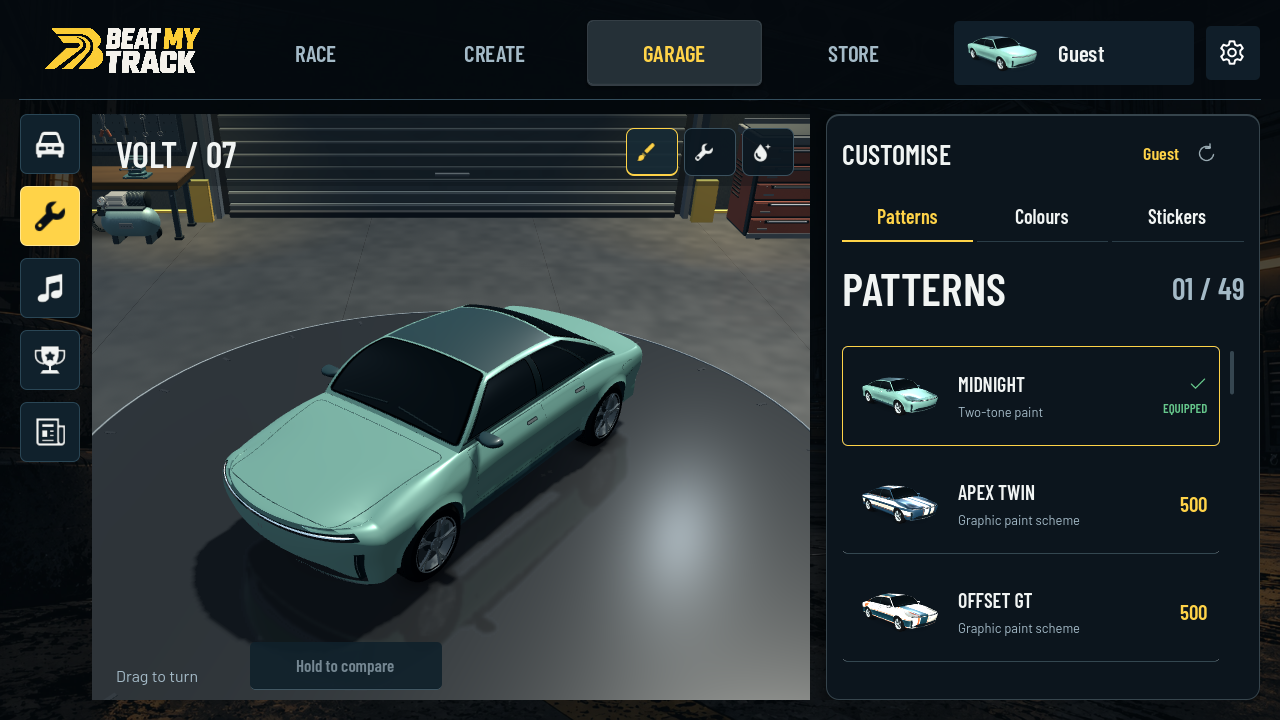 BEAT MY
TRACK
RACE
CREATE
GARAGE
STORE
Guest
VOLT / 07
CUSTOMISE
Guest
Patterns
Colours
Stickers
PATTERNS
01 / 49
MIDNIGHT
Two-tone paint
EQUIPPED
APEX TWIN
Graphic paint scheme
500
OFFSET GT
Graphic paint scheme
500
Drag to turn
Hold to compare